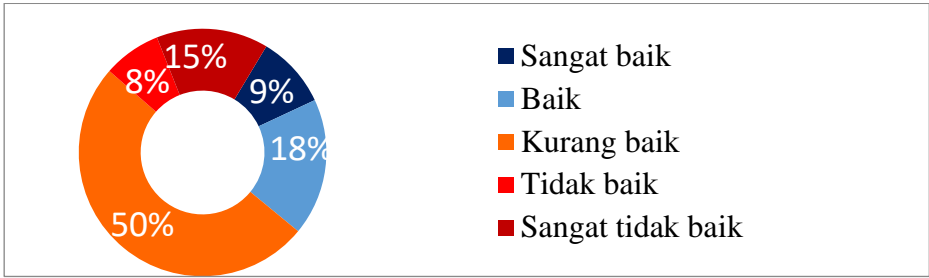 15%
9%
8%
18%
50%
Sangat baik
Baik
Kurang baik
Tidak baik
Sangat tidak baik